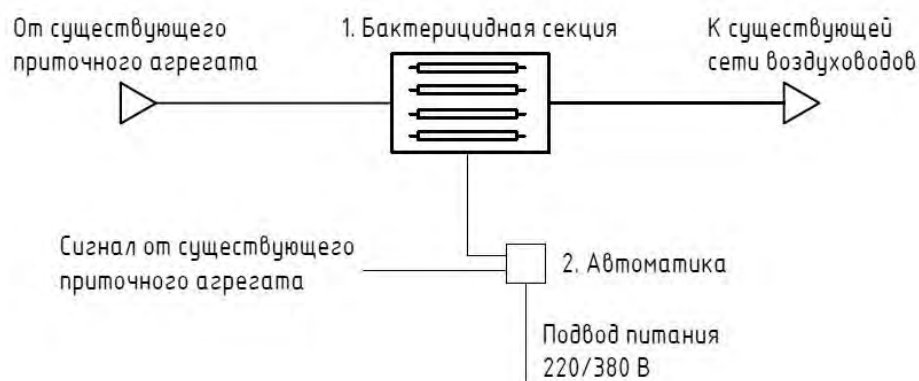 От существующего
приточного агрегата
1. Бактерицидная секция
К существующей
сети воздуховодов
Сигнал от существующего
приточного агрегата
2. Автоматика
Подвод питания
220/380 В